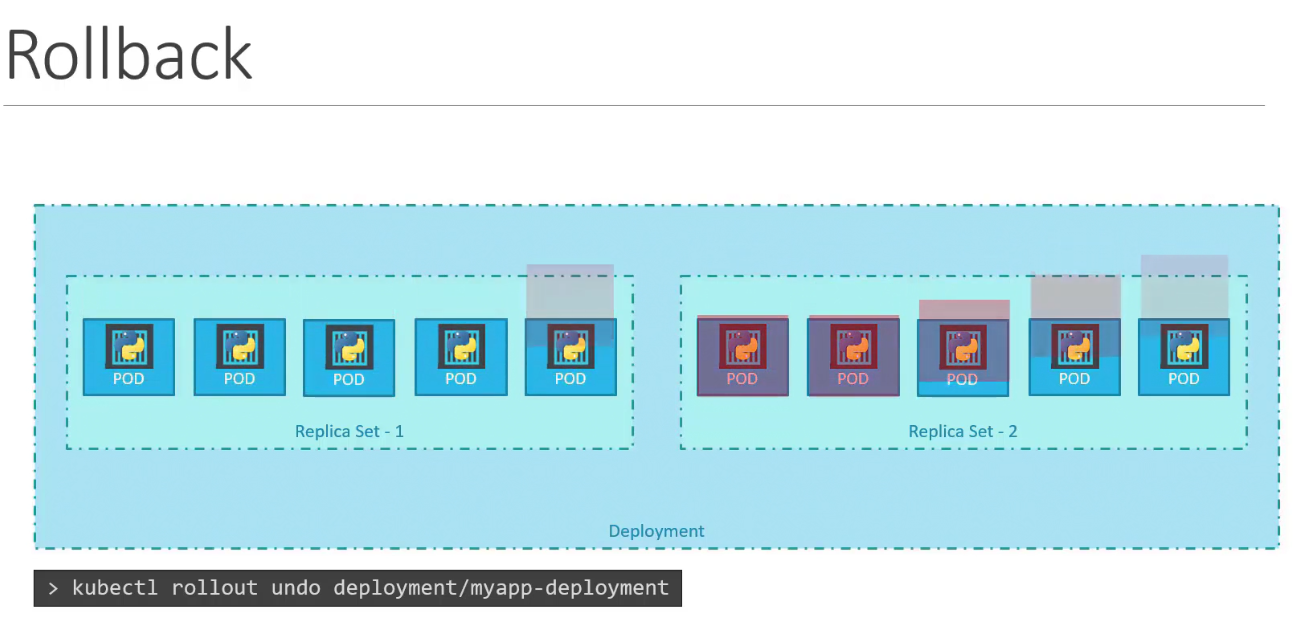 Rollback
POD POD POD POD POD POD POD POD POD POD
Replica Set - 1 Replica Set - 2
Deployment
> kubectl rollout undo deployment/myapp-deployment